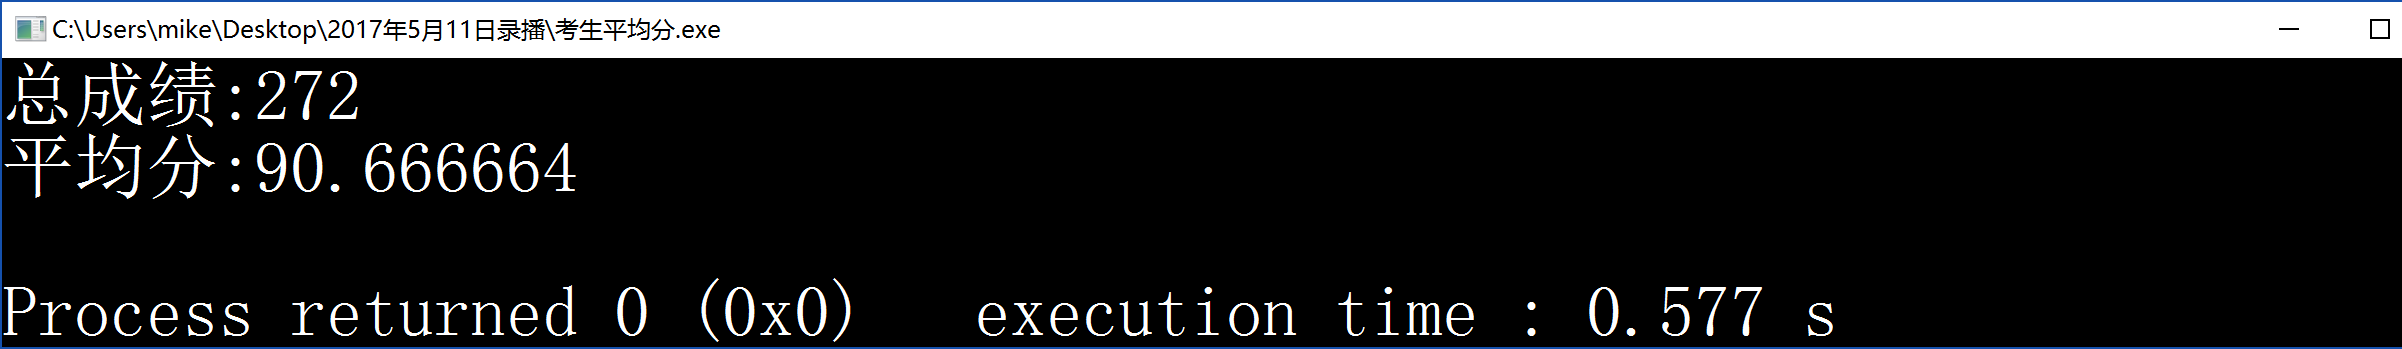 C:\Users\mike\Desktop\2017年5月11日录播\考生平均分.exe
总成绩:272
平均分:90.666664
Process returned 0 (0x0)   execution time : 0.577 s